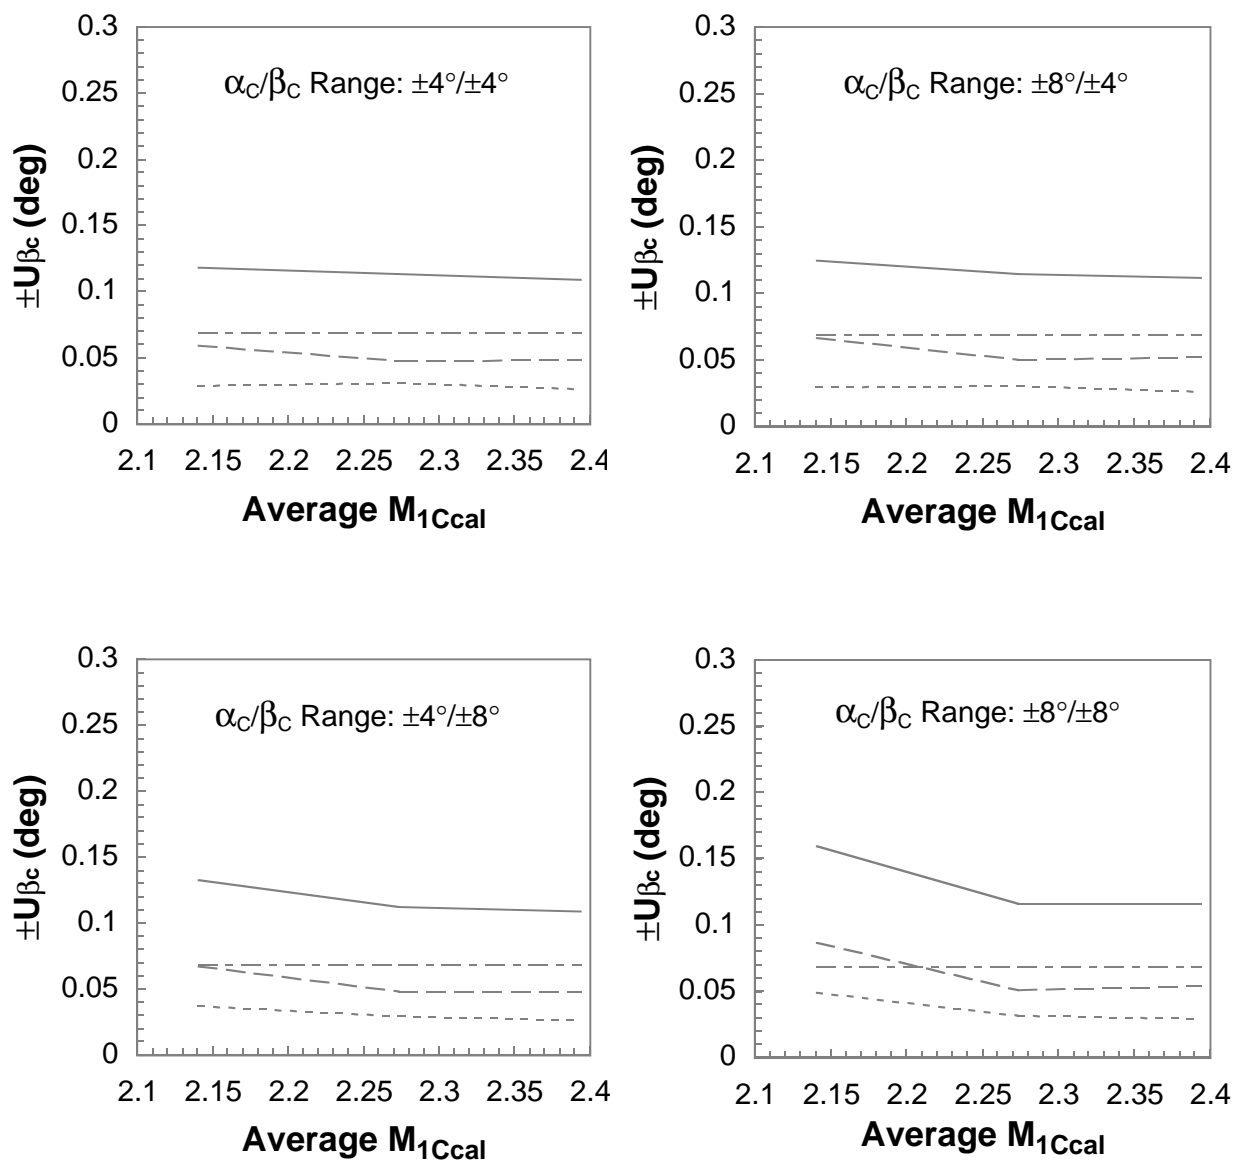 0.3
0.25
0.2
0.15
0.1
0.05
0
±Uβc (deg)
αC/βC Range: ±4°/±4°
2.1 2.15 2.2 2.25 2.3 2.35 2.4
Average M1Ccal
0.3
0.25
0.2
0.15
0.1
0.05
0
±Uβc (deg)
αC/βC Range: ±8°/±4°
2.1 2.15 2.2 2.25 2.3 2.35 2.4
Average M1Ccal
0.3
0.25
0.2
0.15
0.1
0.05
0
±Uβc (deg)
αC/βC Range: ±4°/±8°
2.1 2.15 2.2 2.25 2.3 2.35 2.4
Average M1Ccal
0.3
0.25
0.2
0.15
0.1
0.05
0
±Uβc (deg)
αC/βC Range: ±8°/±8°
2.1 2.15 2.2 2.25 2.3 2.35 2.4
Average M1Ccal